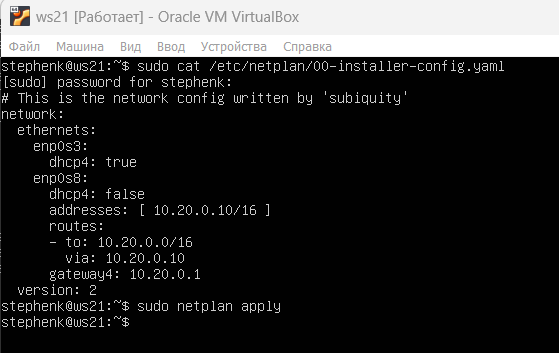 ws21 [Работает] - Oracle VM VirtualBox
Файл Машина Вид Ввод Устройства Справка
stephenk@ws21:~$ sudo cat /etc/netplan/00-installer-config.yaml
[sudo] password for stephenk:
# This is the network config written by 'subiquity'
network:
  ethernets:
    enp0s3:
      dhcp4: true
    enp0s8:
      dhcp4: false
      addresses: [ 10.20.0.10/16 ]
      routes:
      - to: 10.20.0.0/16
        via: 10.20.0.10
      gateway4: 10.20.0.1
  version: 2
stephenk@ws21:~$ sudo netplan apply
stephenk@ws21:~$